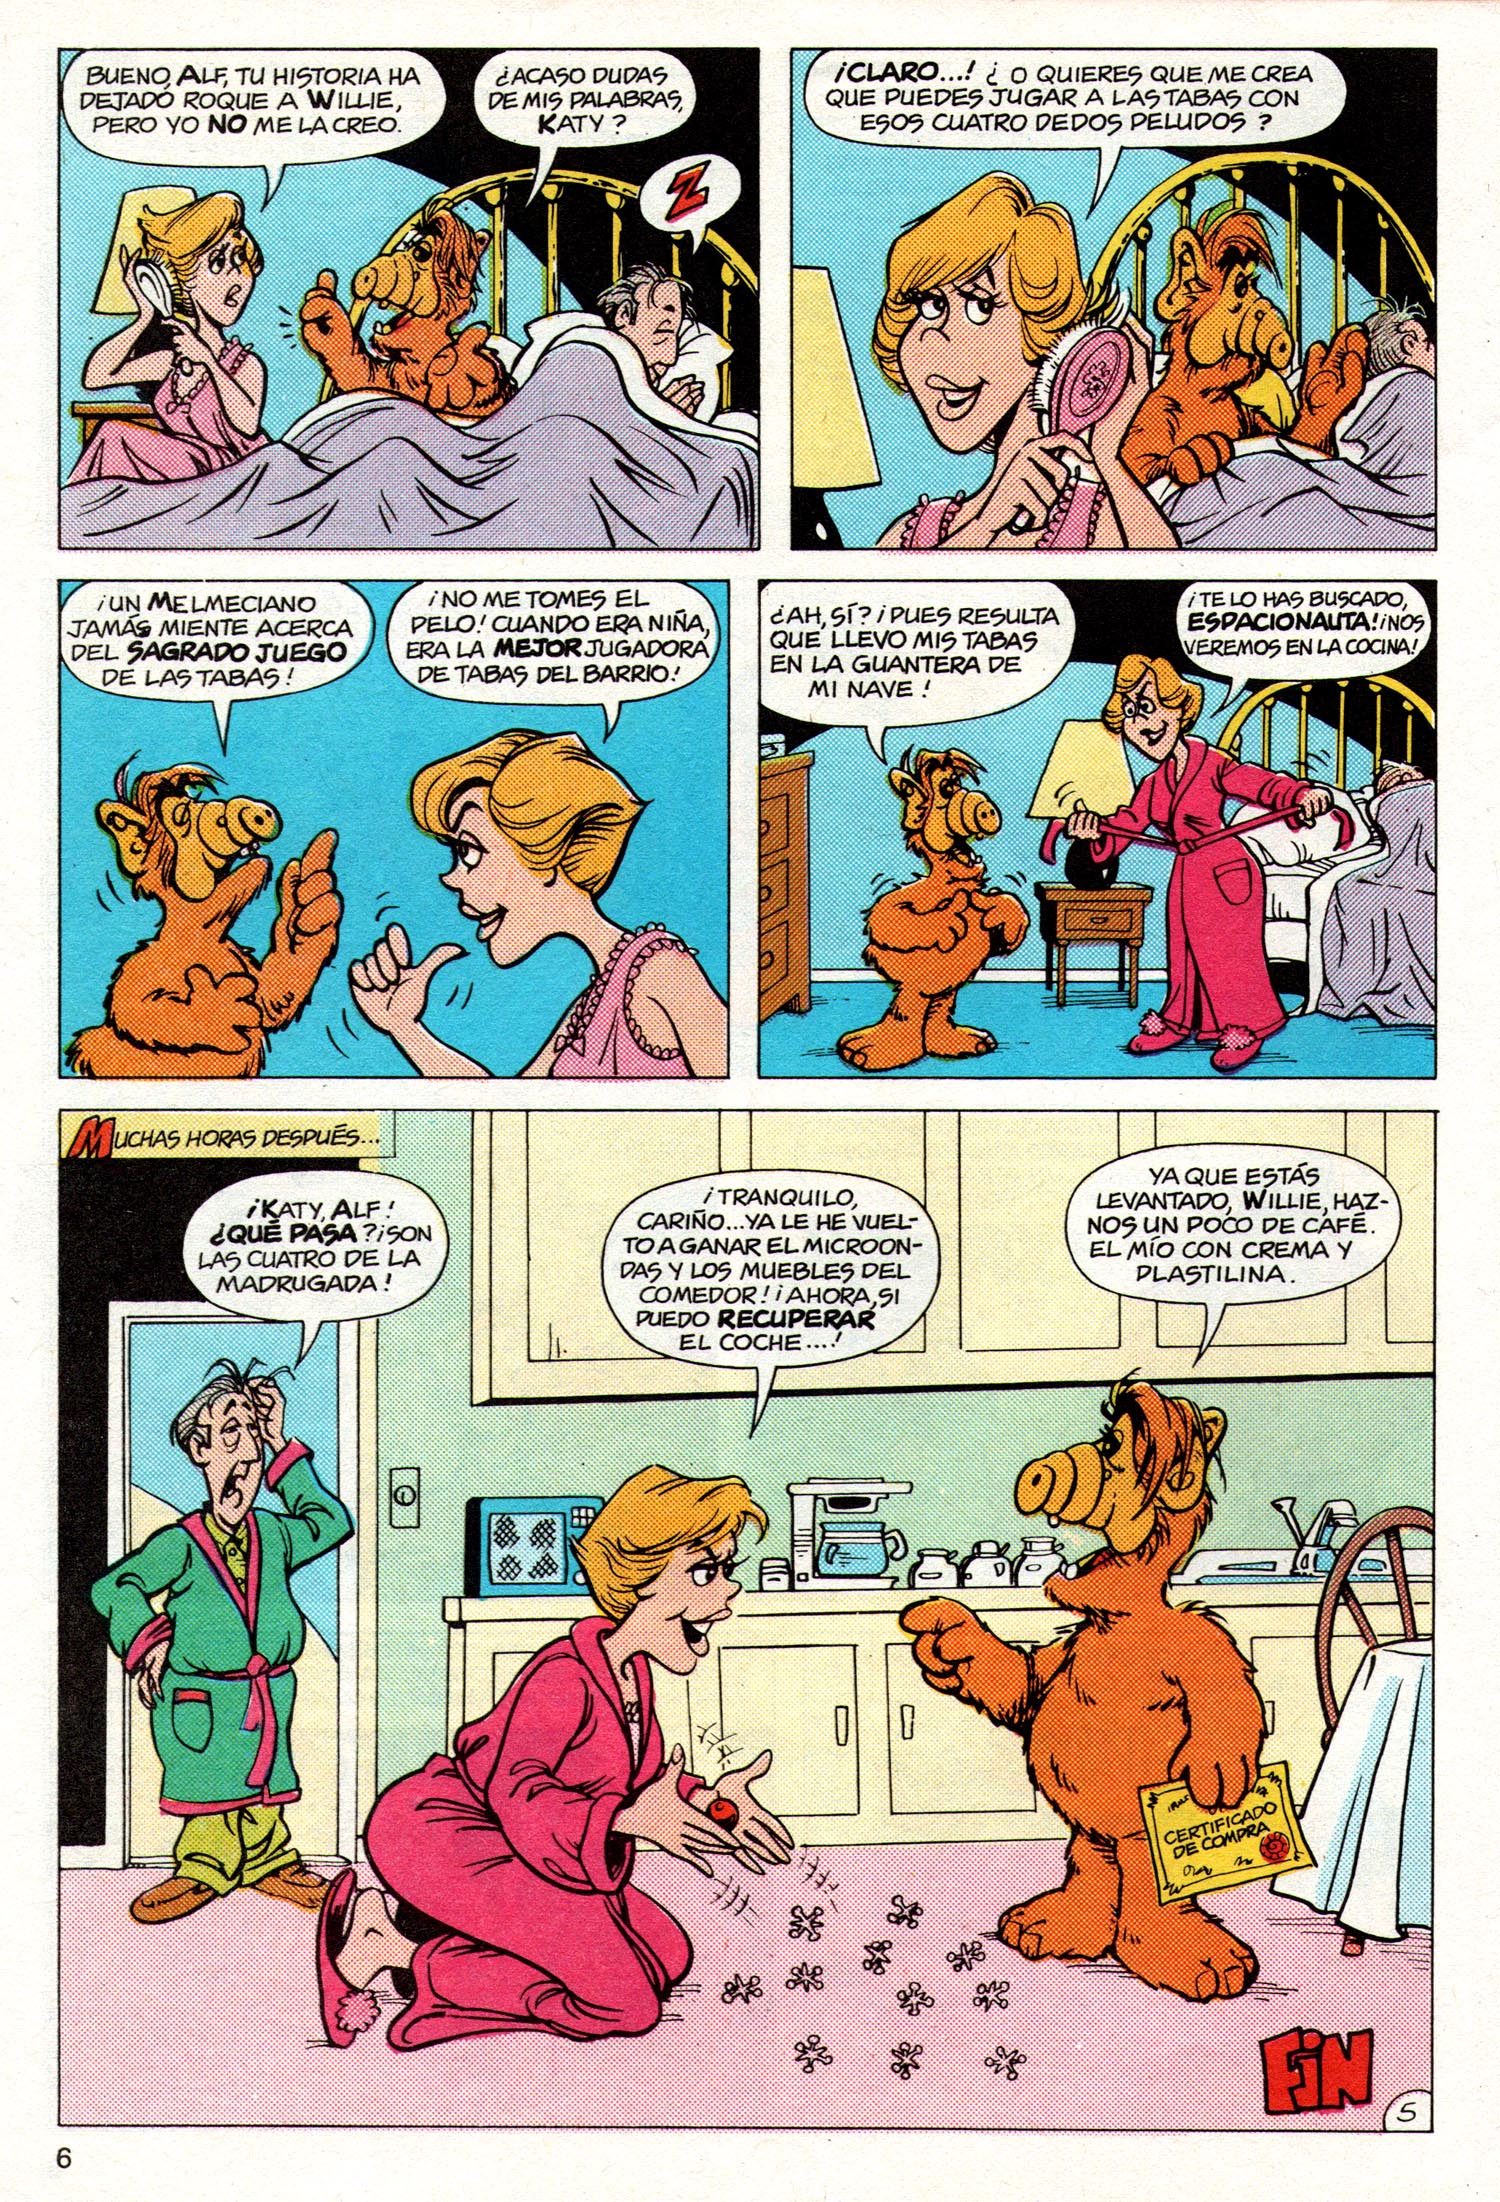 BUENO, ALF, TU HISTORIA HA
DEJADO ROQUE A WILLIE,
PERO YO NO ME LA CREO.
¿ACASO DUDAS
DE MIS PALABRAS,
KATY?
Z
¡CLARO...! ¿O QUIERES QUE ME CREA
QUE PUEDES JUGAR A LAS TABAS CON
ESOS CUATRO DEDOS PELUDOS?
¡UN MELMECIANO
JAMÁS MIENTE ACERCA
DEL SAGRADO JUEGO
DE LAS TABAS!
¡NO ME TOMES EL
PELO! CUANDO ERA NIÑA,
ERA LA MEJOR JUGADORA
DE TABAS DEL BARRIO!
¿AH, SÍ? ¡PUES RESULTA
QUE LLEVO MIS TABAS
EN LA GUANTERA DE
MI NAVE!
¡TE LO HAS BUSCADO,
ESPACIONAUTA! ¡NOS
VEREMOS EN LA COCINA!
MUCHAS HORAS DESPUÉS...
¡KATY, ALF!
¿QUÉ PASA? ¡SON
LAS CUATRO DE LA
MADRUGADA!
¡TRANQUILO,
CARIÑO... YA LE HE VUEL-
TO A GANAR EL MICROON-
DAS Y LOS MUEBLES DEL
COMEDOR! ¡AHORA, SI
PUEDO RECUPERAR
EL COCHE...!
YA QUE ESTÁS
LEVANTADO, WILLIE, HAZ-
NOS UN POCO DE CAFÉ.
EL MÍO CON CREMA Y
PLASTILINA.
CERTIFICADO
DE COMPRA
FIN
5
6